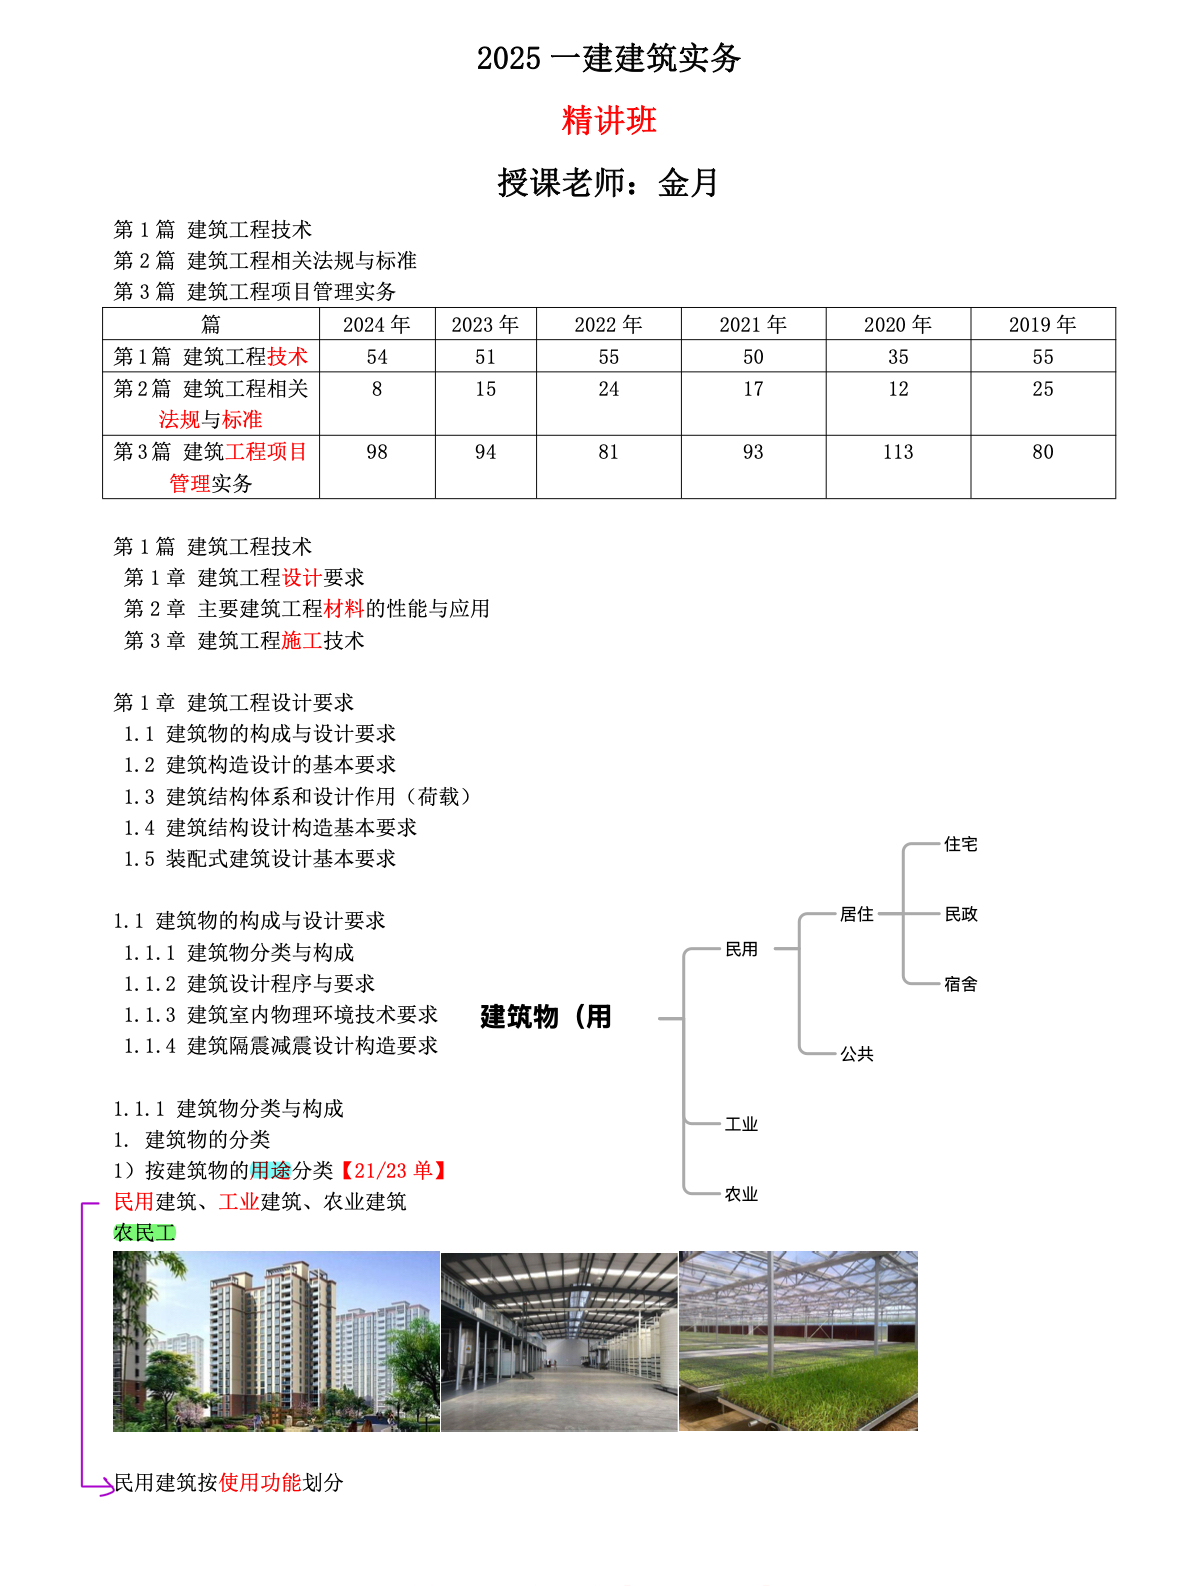 2025 一建建筑实务
精讲班
授课老师：金月
第 1 篇 建筑工程技术
第 2 篇 建筑工程相关法规与标准
第 3 篇 建筑工程项目管理实务
篇 2024 年 2023 年 2022 年 2021 年 2020 年 2019 年
第 1 篇 建筑工程技术 54 51 55 50 35 55
第 2 篇 建筑工程相关 8 15 24 17 12 25
法规与标准
第 3 篇 建筑工程项目 98 94 81 93 113 80
管理实务
第 1 篇 建筑工程技术
第 1 章 建筑工程设计要求
第 2 章 主要建筑工程材料的性能与应用
第 3 章 建筑工程施工技术
第 1 章 建筑工程设计要求
1.1 建筑物的构成与设计要求
1.2 建筑构造设计的基本要求
1.3 建筑结构体系和设计作用（荷载）
1.4 建筑结构设计构造基本要求
1.5 装配式建筑设计基本要求
1.1 建筑物的构成与设计要求
1.1.1 建筑物分类与构成
1.1.2 建筑设计程序与要求
1.1.3 建筑室内物理环境技术要求
1.1.4 建筑隔震减震设计构造要求
建筑物（用
民用
居住
住宅
民政
宿舍
公共
工业
农业
1.1.1 建筑物分类与构成
1. 建筑物的分类
1）按建筑物的用途分类【21/23 单】
民用建筑、工业建筑、农业建筑
农民工
民用建筑按使用功能划分